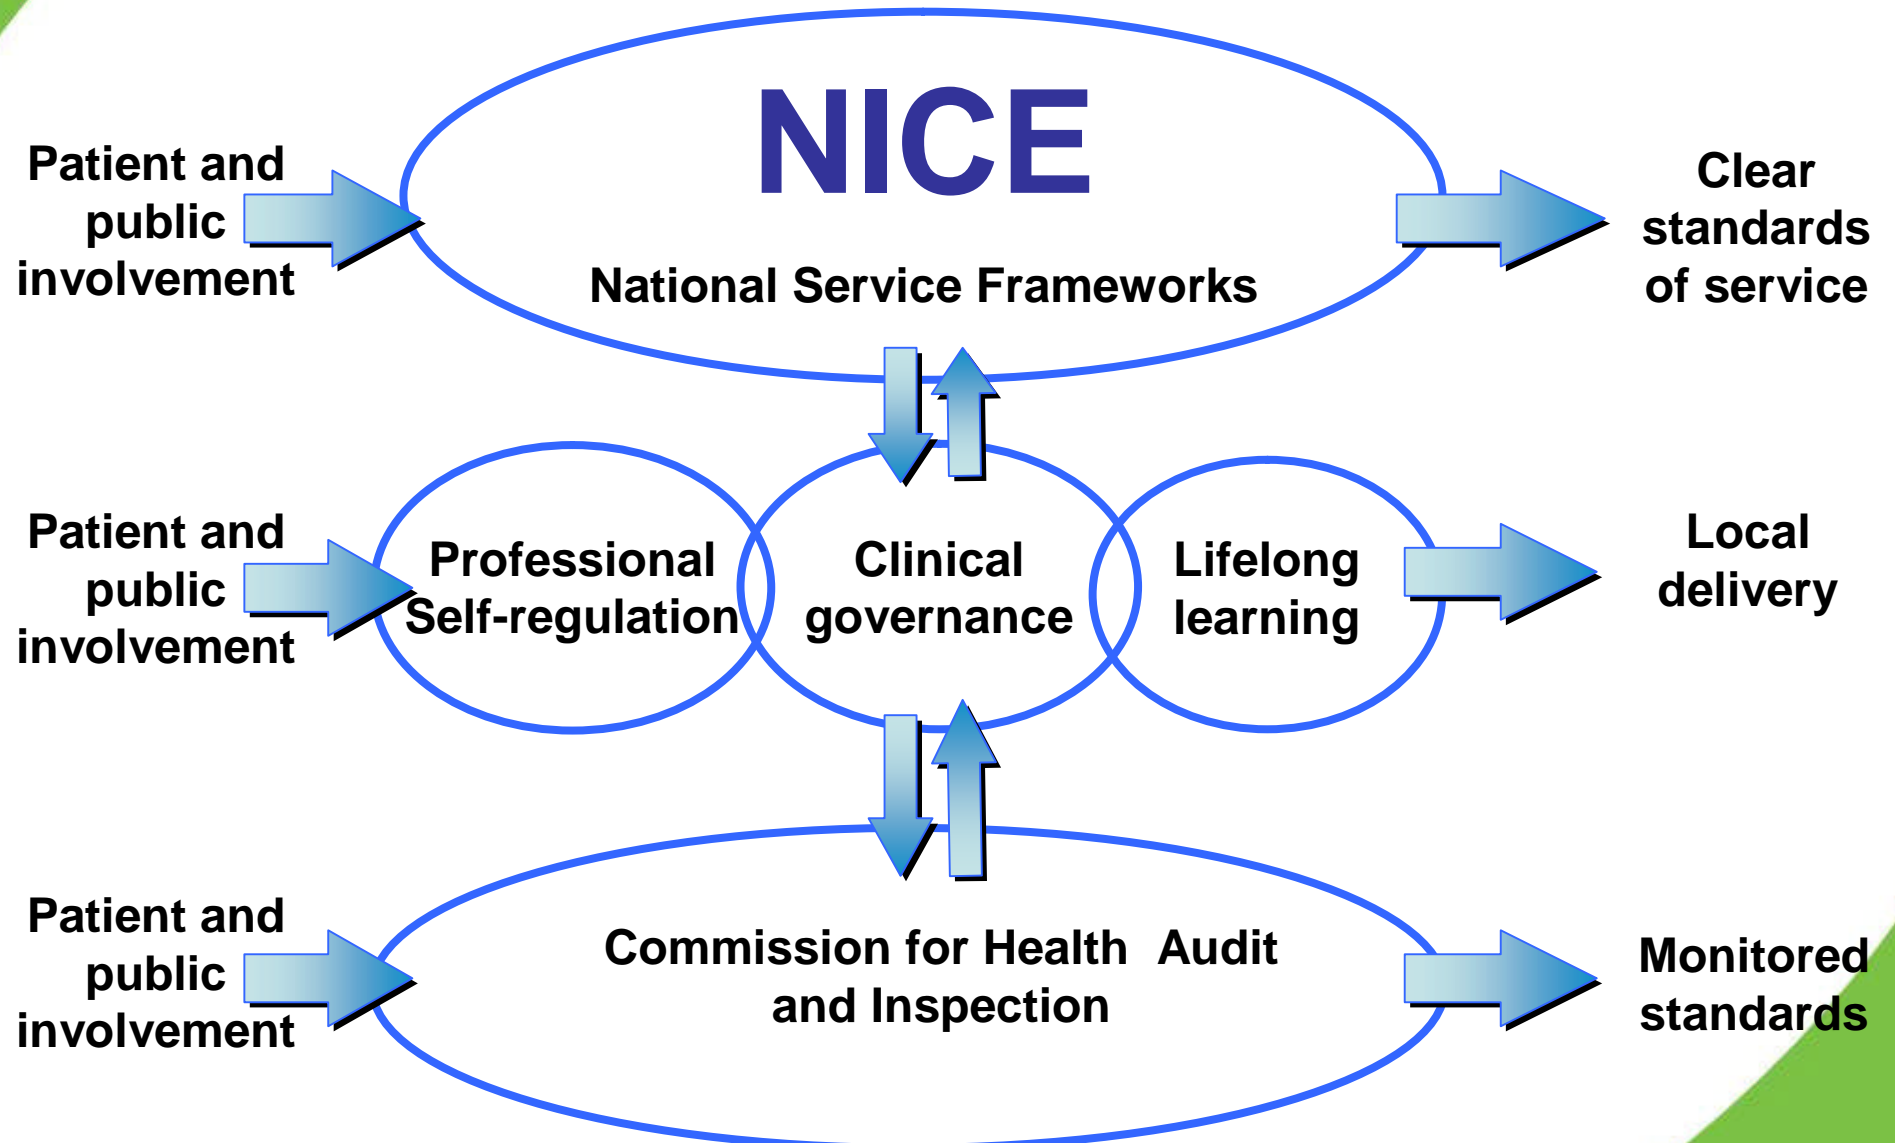 NICE
National Service Frameworks
Patient and
public
involvement
Clear
standards
of service
Patient and
public
involvement
Professional
Self-regulation
Clinical
governance
Lifelong
learning
Local
delivery
Patient and
public
involvement
Commission for Health  Audit
and Inspection
Monitored
standards